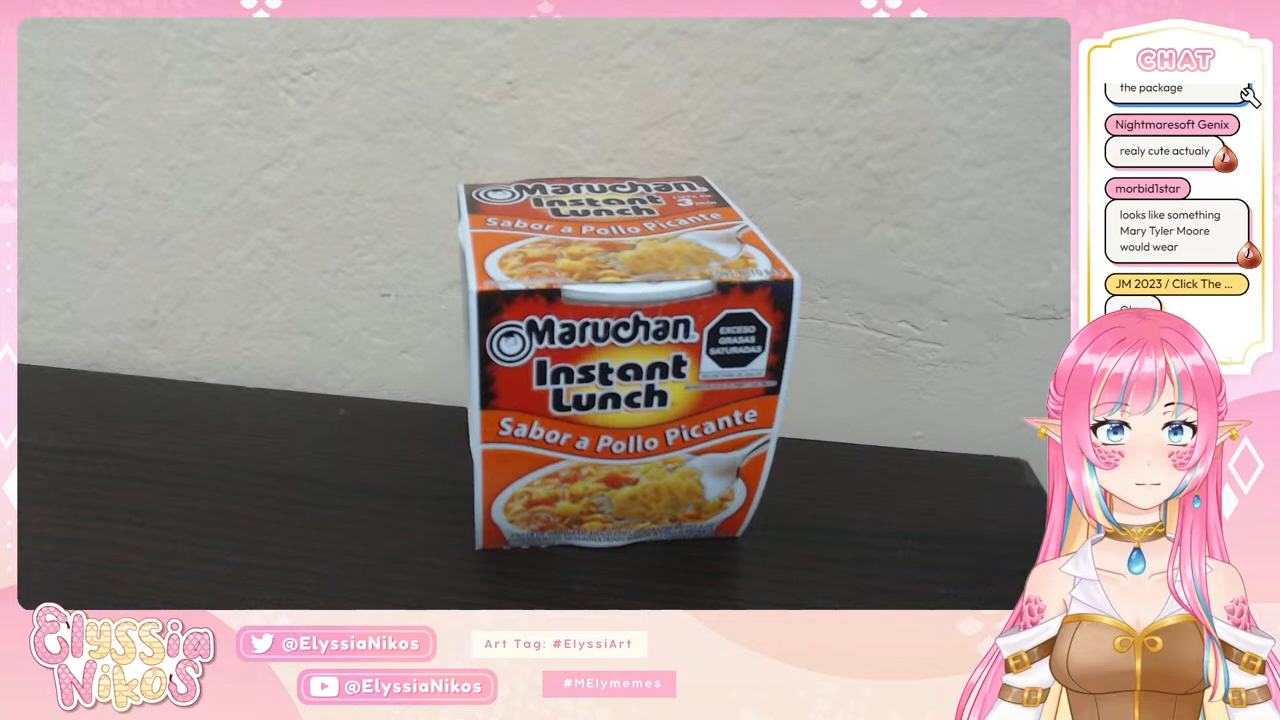 CHAT
the package
Nightmaresoft Genix
realy cute actualy
morbid1star
looks like something
Mary Tyler Moore
would wear
JM 2023 / Click The ...
Maruchan
Instant
Lunch
3
Sabor a Pollo Picante
Maruchan
EXCESO
GRASAS
SATURADAS
Instant
Lunch
Sabor a Pollo Picante
Elyssia
Nikos
@ElyssiaNikos
Art Tag: #ElyssiArt
@ElyssiaNikos
#MElymemes